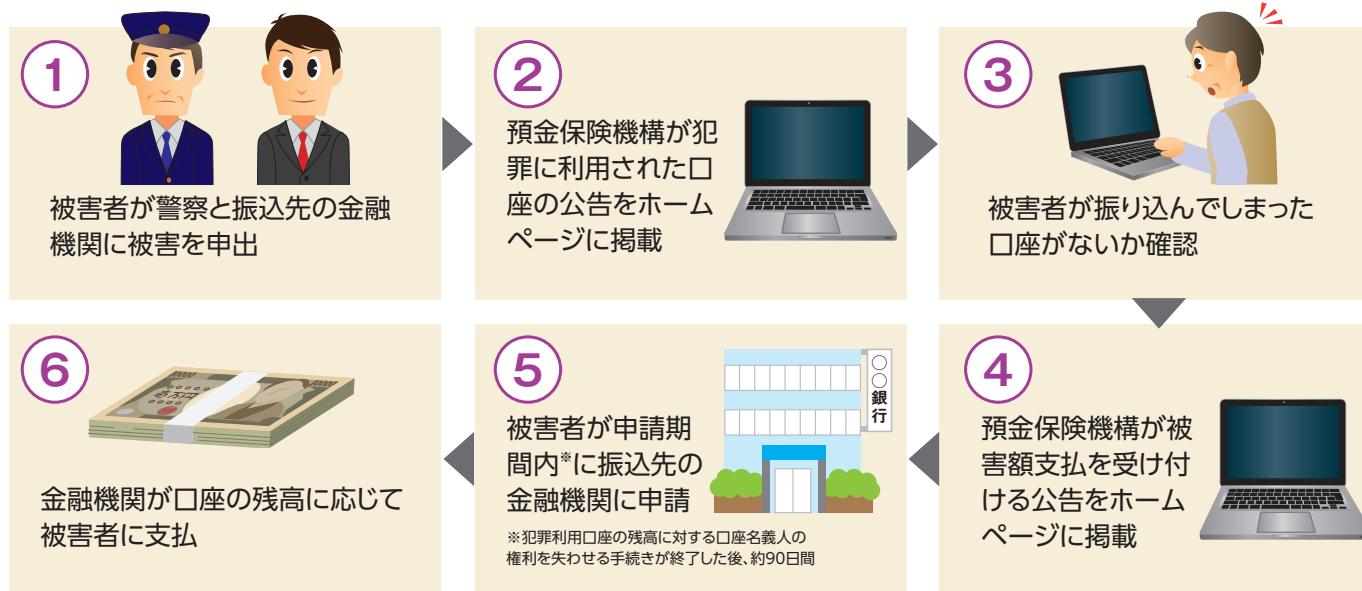 1
被害者が警察と振込先の金融
機関に被害を申出
2
預金保険機構が犯
罪に利用された口
座の公告をホーム
ページに掲載
3
被害者が振り込んでしまった
口座がないか確認
4
預金保険機構が被
害額支払を受け付
ける公告をホーム
ページに掲載
5
〇〇銀行
被害者が申請期
間内※に振込先の
金融機関に申請
※犯罪利用口座の残高に対する口座名義人の
権利を失わせる手続きが終了した後、約90日間
6
壱万円
金融機関が口座の残高に応じて
被害者に支払